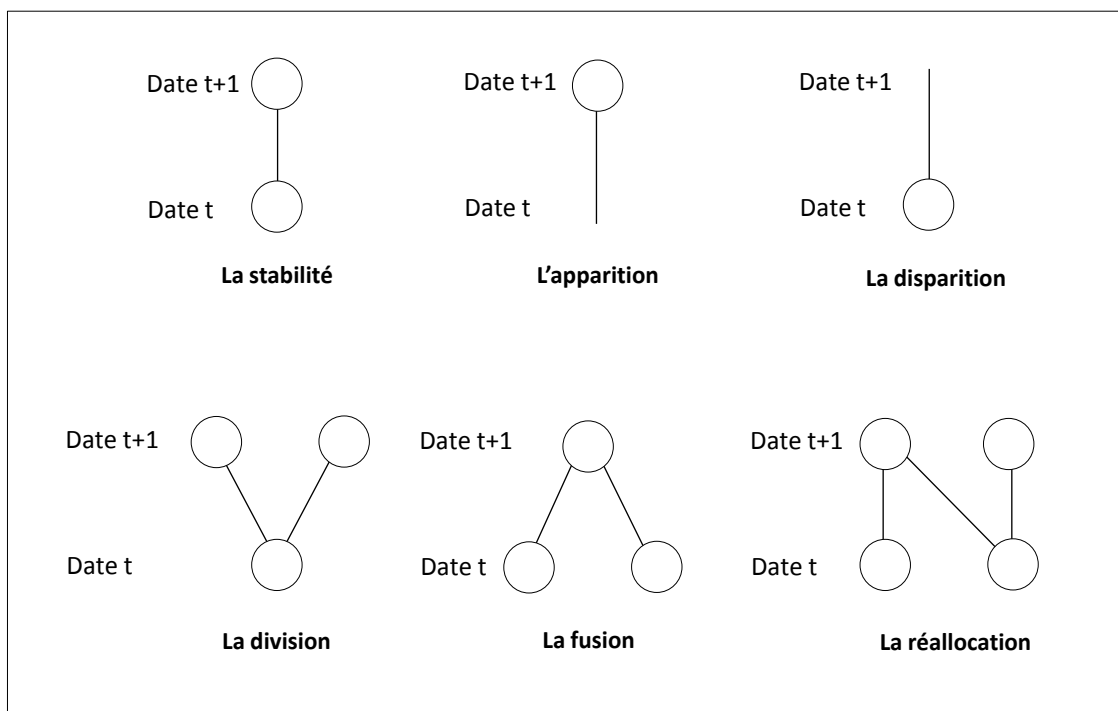 Date t+1
Date t
La stabilité
Date t+1
Date t
L’apparition
Date t+1
Date t
La disparition
Date t+1
Date t
La division
Date t+1
Date t
La fusion
Date t+1
Date t
La réallocation